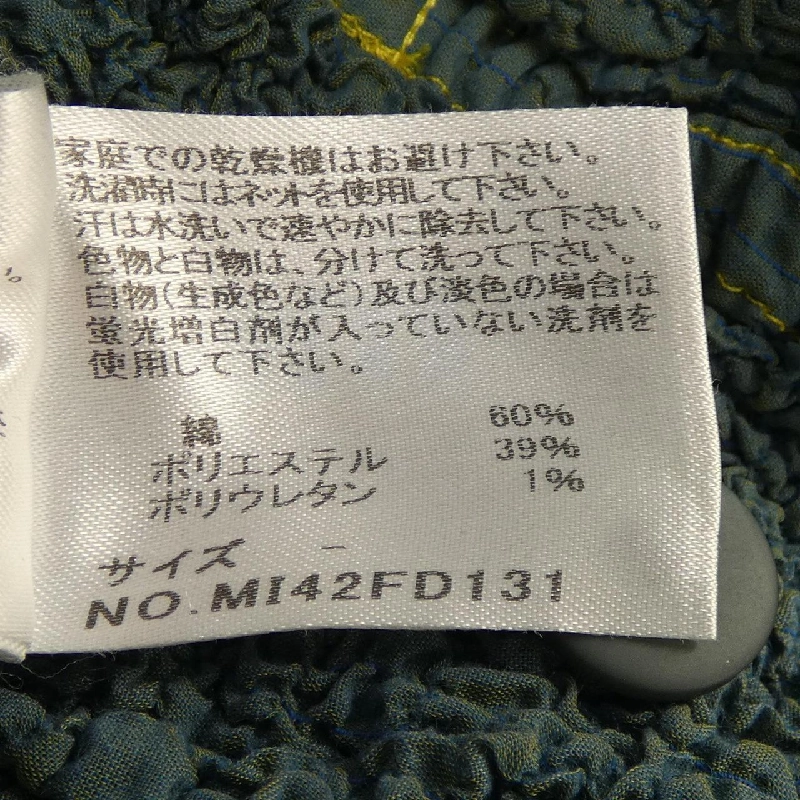 家庭での乾燥機はお避け下さい。
洗濯時にはネットを使用して下さい。
汗は水洗いで速やかに除去して下さい。
色物と白物は、分けて洗って下さい。
白物(生成色など)及び淡色の場合は
蛍光増白剤が入っていない洗剤を
使用して下さい。
綿 60%
ポリエステル 39%
ポリウレタン 1%
サイズ -
NO.MI42FD131